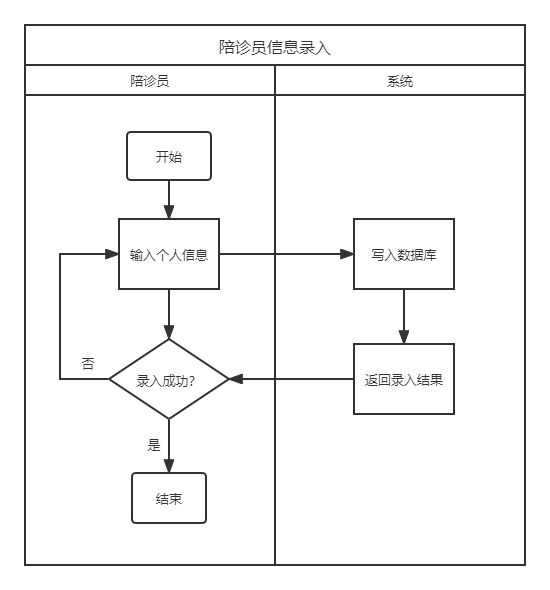 陪诊员信息录入
陪诊员
系统
开始
输入个人信息
写入数据库
否
录入成功?
返回录入结果
是
结束